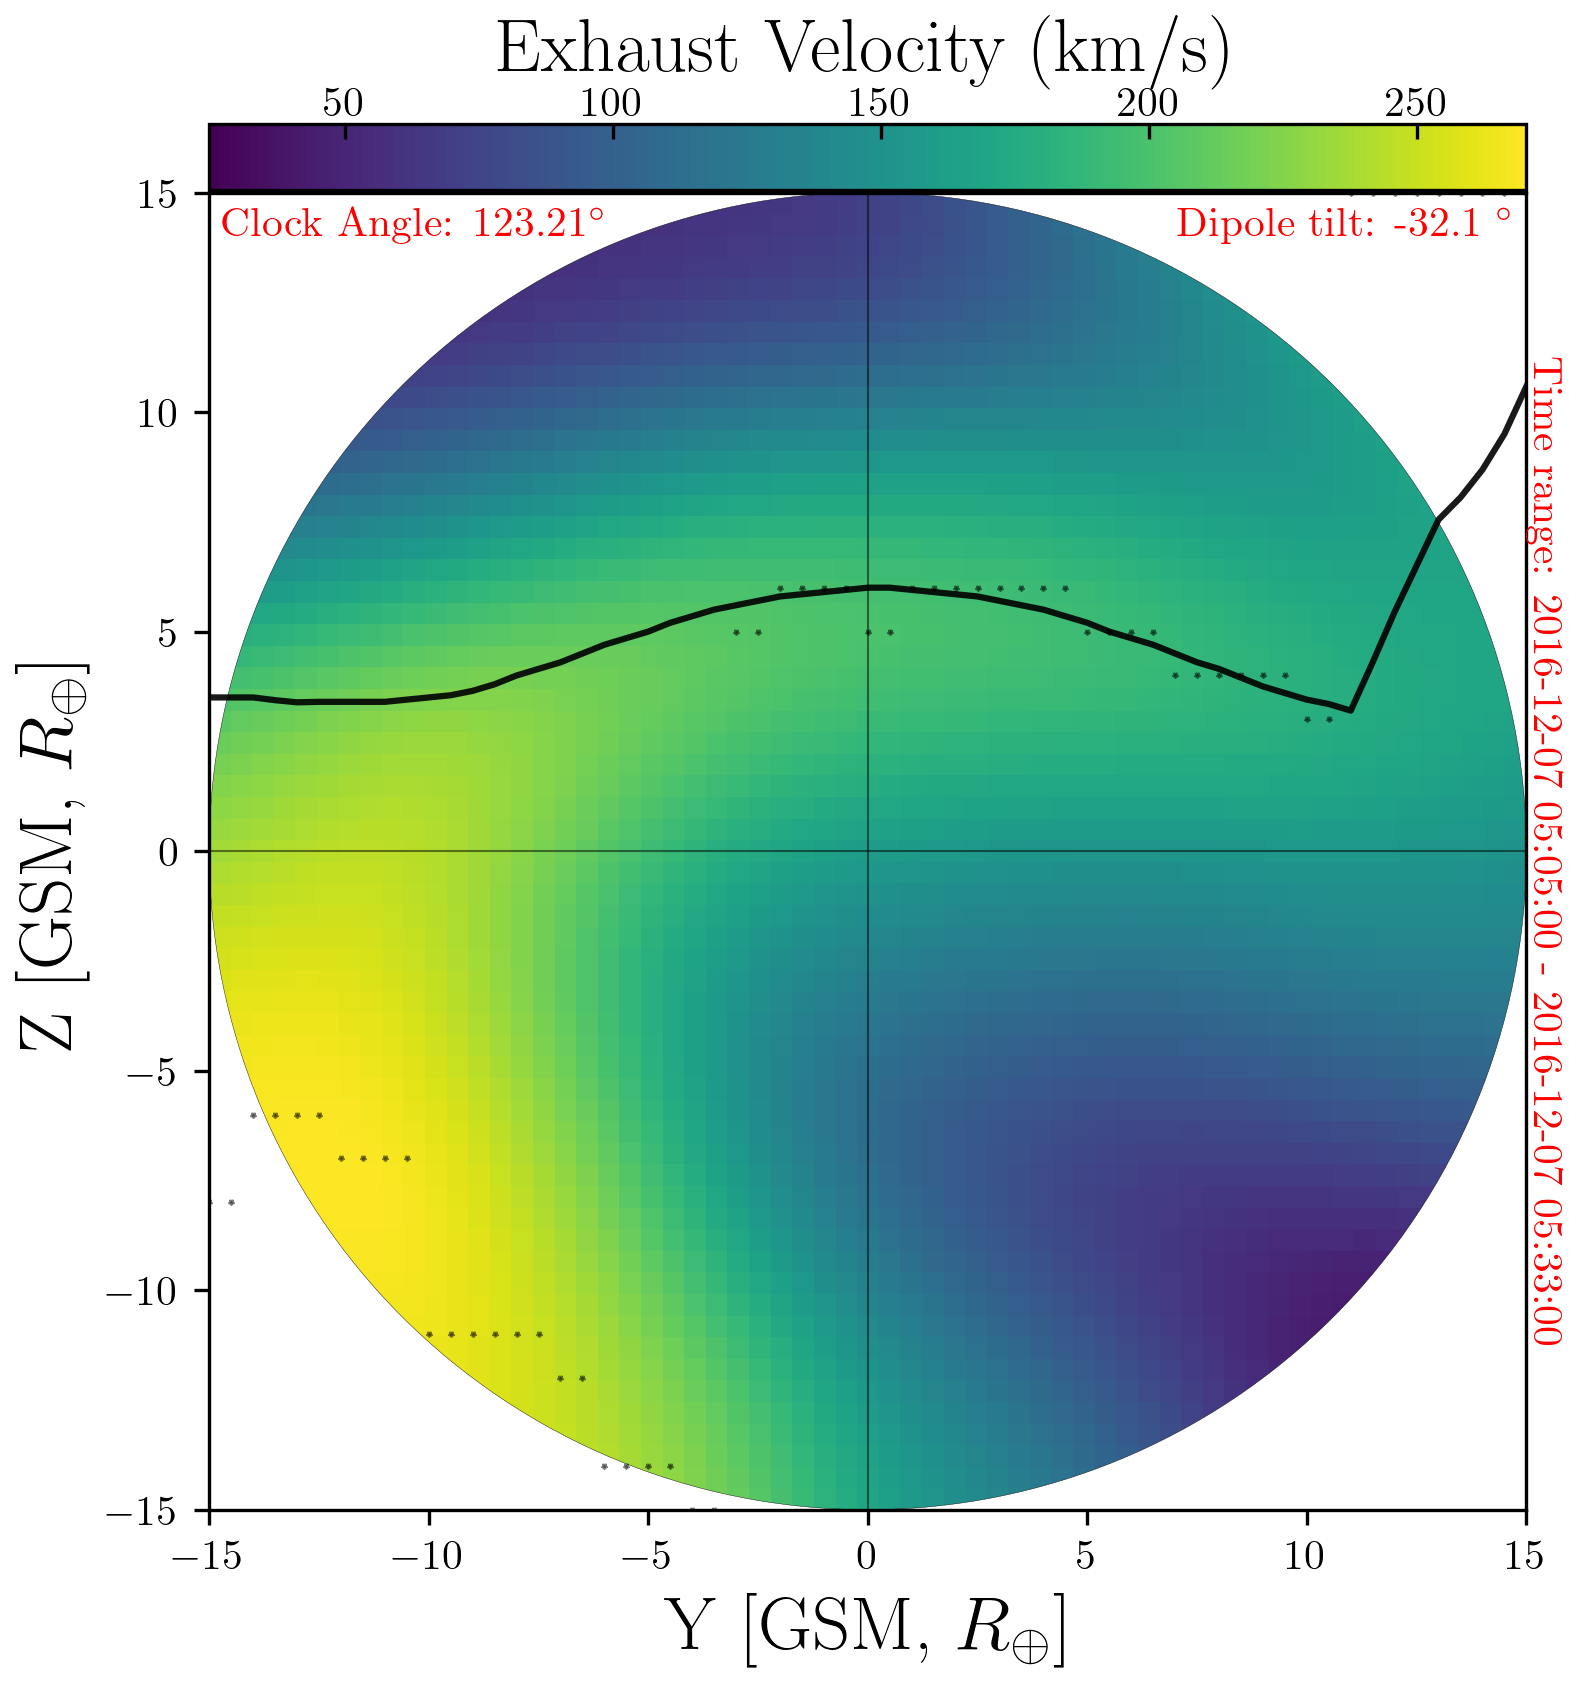 Exhaust Velocity (km/s)
50 100 150 200 250
Clock Angle: 123.21°
Dipole tilt: -32.1 °
Time range: 2016-12-07 05:05:00 - 2016-12-07 05:33:00
Z [GSM, R⊕]
15
10
5
0
−5
−10
−15
−15 −10 −5 0 5 10 15
Y [GSM, R⊕]